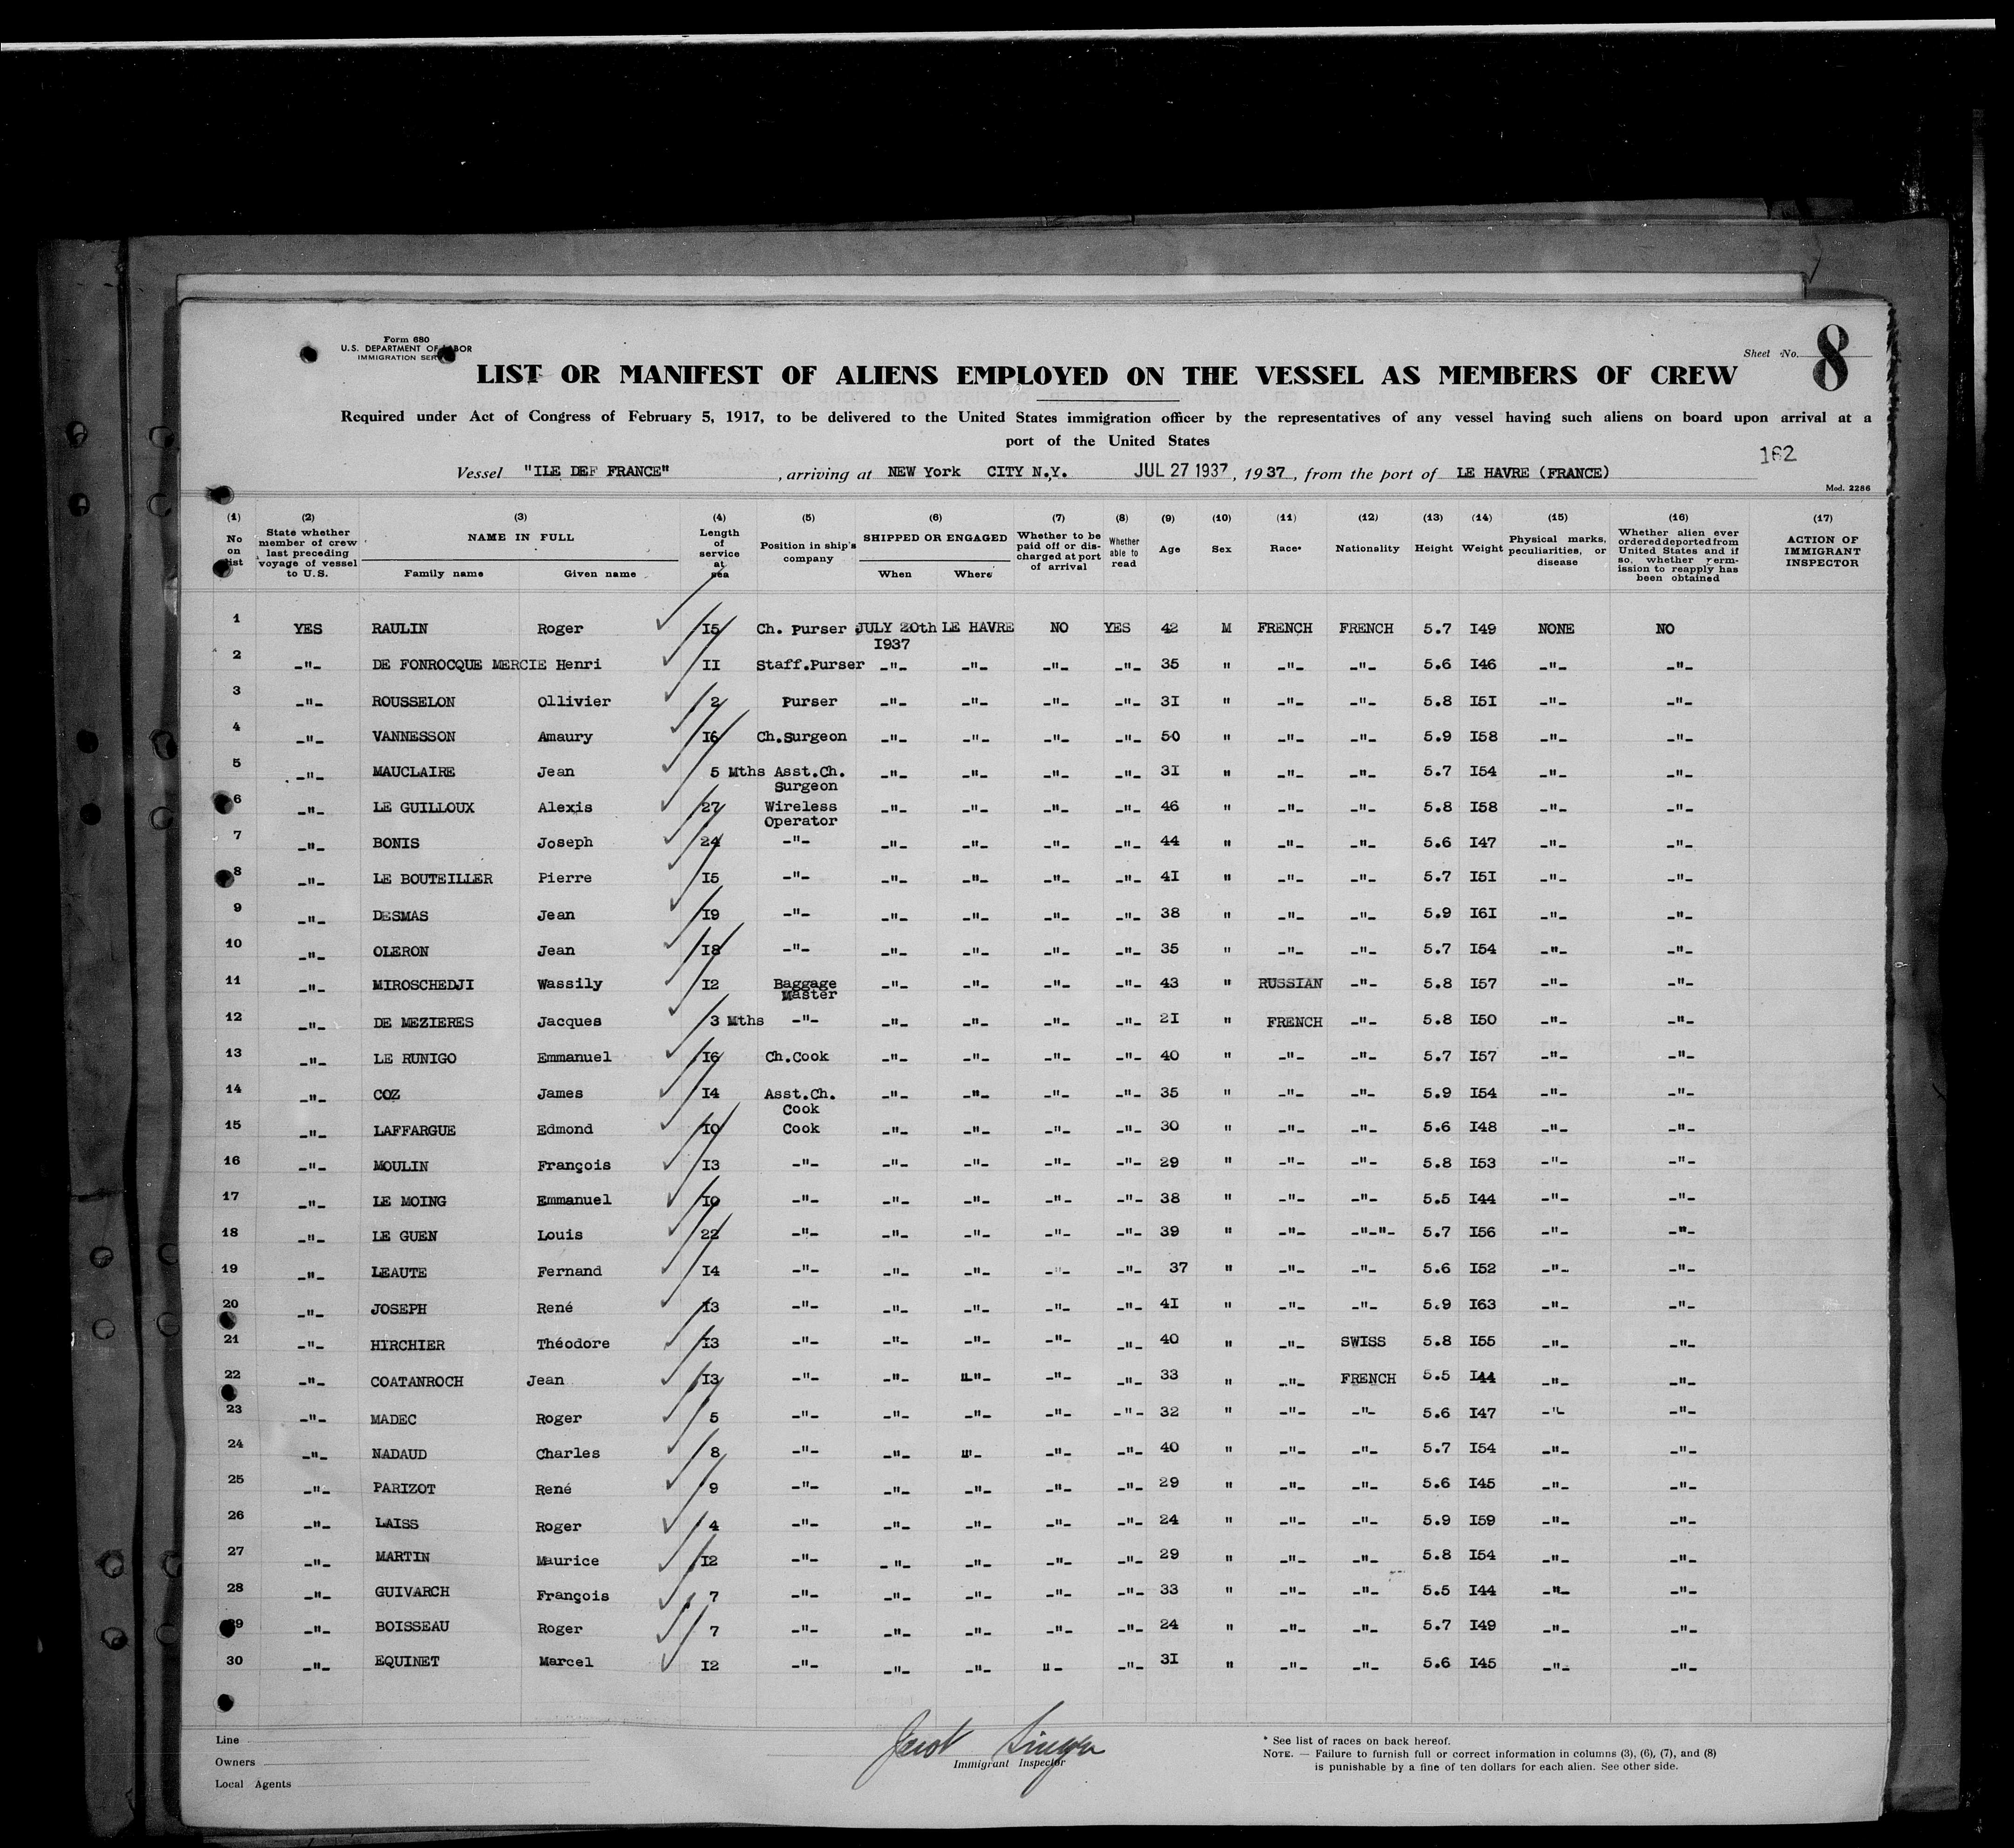 Form 680
U.S. DEPARTMENT OF LABOR
IMMIGRATION SERVICE
Sheet No. 8
LIST OR MANIFEST OF ALIENS EMPLOYED ON THE VESSEL AS MEMBERS OF CREW
Required under Act of Congress of February 5, 1917, to be delivered to the United States immigration officer by the representatives of any vessel having such aliens on board upon arrival at a
port of the United States
162
Vessel "ILE DEF FRANCE" , arriving at NEW York CITY N.Y. JUL 27 1937 , 1937 , from the port of LE HAVRE (FRANCE)
Mod. 2286
(1) No on list (2) State whether member of crew last preceding voyage of vessel to U.S. (3) NAME IN FULL Family name Given name (4) Length of service at sea (5) Position in ship's company (6) SHIPPED OR ENGAGED When Where (7) Whether to be paid off or discharged at port of arrival (8) Whether able to read (9) Age (10) Sex (11) Race* (12) Nationality (13) Height (14) Weight (15) Physical marks, peculiarities, or disease (16) Whether alien ever ordered deported from United States and if so, whether permission to reapply has been obtained (17) ACTION OF IMMIGRANT INSPECTOR
1 YES RAULIN Roger I5 Ch. Purser JULY 20th I937 LE HAVRE NO YES 42 M FRENCH FRENCH 5.7 I49 NONE NO
2 -"- DE FONROCQUE MERCIE Henri II Staff.Purser -"- -"- -"- -"- 35 " -"- -"- 5.6 I46 -"- -"-
3 -"- ROUSSELON Ollivier 2 Purser -"- -"- -"- -"- 3I " -"- -"- 5.8 I5I -"- -"-
4 -"- VANNESSON Amaury I6 Ch.Surgeon -"- -"- -"- -"- 50 " -"- -"- 5.9 I58 -"- -"-
5 -"- MAUCLAIRE Jean 5 Mths Asst.Ch. Surgeon -"- -"- -"- -"- 3I " -"- -"- 5.7 I54 -"- -"-
6 -"- LE GUILLOUX Alexis 27 Wireless Operator -"- -"- -"- -"- 46 " -"- -"- 5.8 I58 -"- -"-
7 -"- BONIS Joseph 24 -"- -"- -"- -"- -"- 44 " -"- -"- 5.6 I47 -"- -"-
8 -"- LE BOUTEILLER Pierre I5 -"- -"- -"- -"- -"- 4I " -"- -"- 5.7 I5I -"- -"-
9 -"- DESMAS Jean I9 -"- -"- -"- -"- -"- 38 " -"- -"- 5.9 I6I -"- -"-
10 -"- OLERON Jean I8 -"- -"- -"- -"- -"- 35 " -"- -"- 5.7 I54 -"- -"-
11 -"- MIROSCHEDJI Wassily I2 Baggage Master -"- -"- -"- -"- 43 " RUSSIAN -"- 5.8 I57 -"- -"-
12 -"- DE MEZIERES Jacques 3 Mths -"- -"- -"- -"- -"- 2I " FRENCH -"- 5.8 I50 -"- -"-
13 -"- LE RUNIGO Emmanuel I6 Ch.Cook -"- -"- -"- -"- 40 " -"- -"- 5.7 I57 -"- -"-
14 -"- COZ James I4 Asst.Ch. Cook -"- -"- -"- -"- 35 " -"- -"- 5.9 I54 -"- -"-
15 -"- LAFFARGUE Edmond I0 Cook -"- -"- -"- -"- 30 " -"- -"- 5.6 I48 -"- -"-
16 -"- MOULIN François I3 -"- -"- -"- -"- -"- 29 " -"- -"- 5.8 I53 -"- -"-
17 -"- LE MOING Emmanuel I0 -"- -"- -"- -"- -"- 38 " -"- -"- 5.5 I44 -"- -"-
18 -"- LE GUEN Louis 22 -"- -"- -"- -"- -"- 39 " -"- -"-"- 5.7 I56 -"- -"-
19 -"- LEAUTE Fernand I4 -"- -"- -"- -"- -"- 37 " -"- -"- 5.6 I52 -"- -"-
20 -"- JOSEPH René I3 -"- -"- -"- -"- -"- 4I " -"- -"- 5.9 I63 -"- -"-
21 -"- HIRCHIER Théodore I3 -"- -"- -"- -"- -"- 40 " -"- SWISS 5.8 I55 -"- -"-
22 -"- COATANROCH Jean I3 -"- -"- "-"- -"- -"- 33 " -"- FRENCH 5.5 I44 -"- -"-
23 -"- MADEC Roger 5 -"- -"- -"- -"- -"- 32 " -"- -"- 5.6 I47 -"- -"-
24 -"- NADAUD Charles 8 -"- -"- "- -"- -"- 40 " -"- -"- 5.7 I54 -"- -"-
25 -"- PARIZOT René 9 -"- -"- -"- -"- -"- 29 " -"- -"- 5.6 I45 -"- -"-
26 -"- LAISS Roger 4 -"- -"- -"- -"- -"- 24 " -"- -"- 5.9 I59 -"- -"-
27 -"- MARTIN Maurice I2 -"- -"- -"- -"- -"- 29 " -"- -"- 5.8 I54 -"- -"-
28 -"- GUIVARCH François 7 -"- -"- -"- -"- -"- 33 " -"- -"- 5.5 I44 -"- -"-
29 -"- BOISSEAU Roger 7 -"- -"- -"- -"- -"- 24 " -"- -"- 5.7 I49 -"- -"-
30 -"- EQUINET Marcel I2 -"- -"- -"- "- -"- 3I " -"- -"- 5.6 I45 -"- -"-
Line
Owners
Local Agents
Immigrant Inspector
* See list of races on back hereof.
NOTE. — Failure to furnish full or correct information in columns (3), (6), (7), and (8)
is punishable by a fine of ten dollars for each alien. See other side.